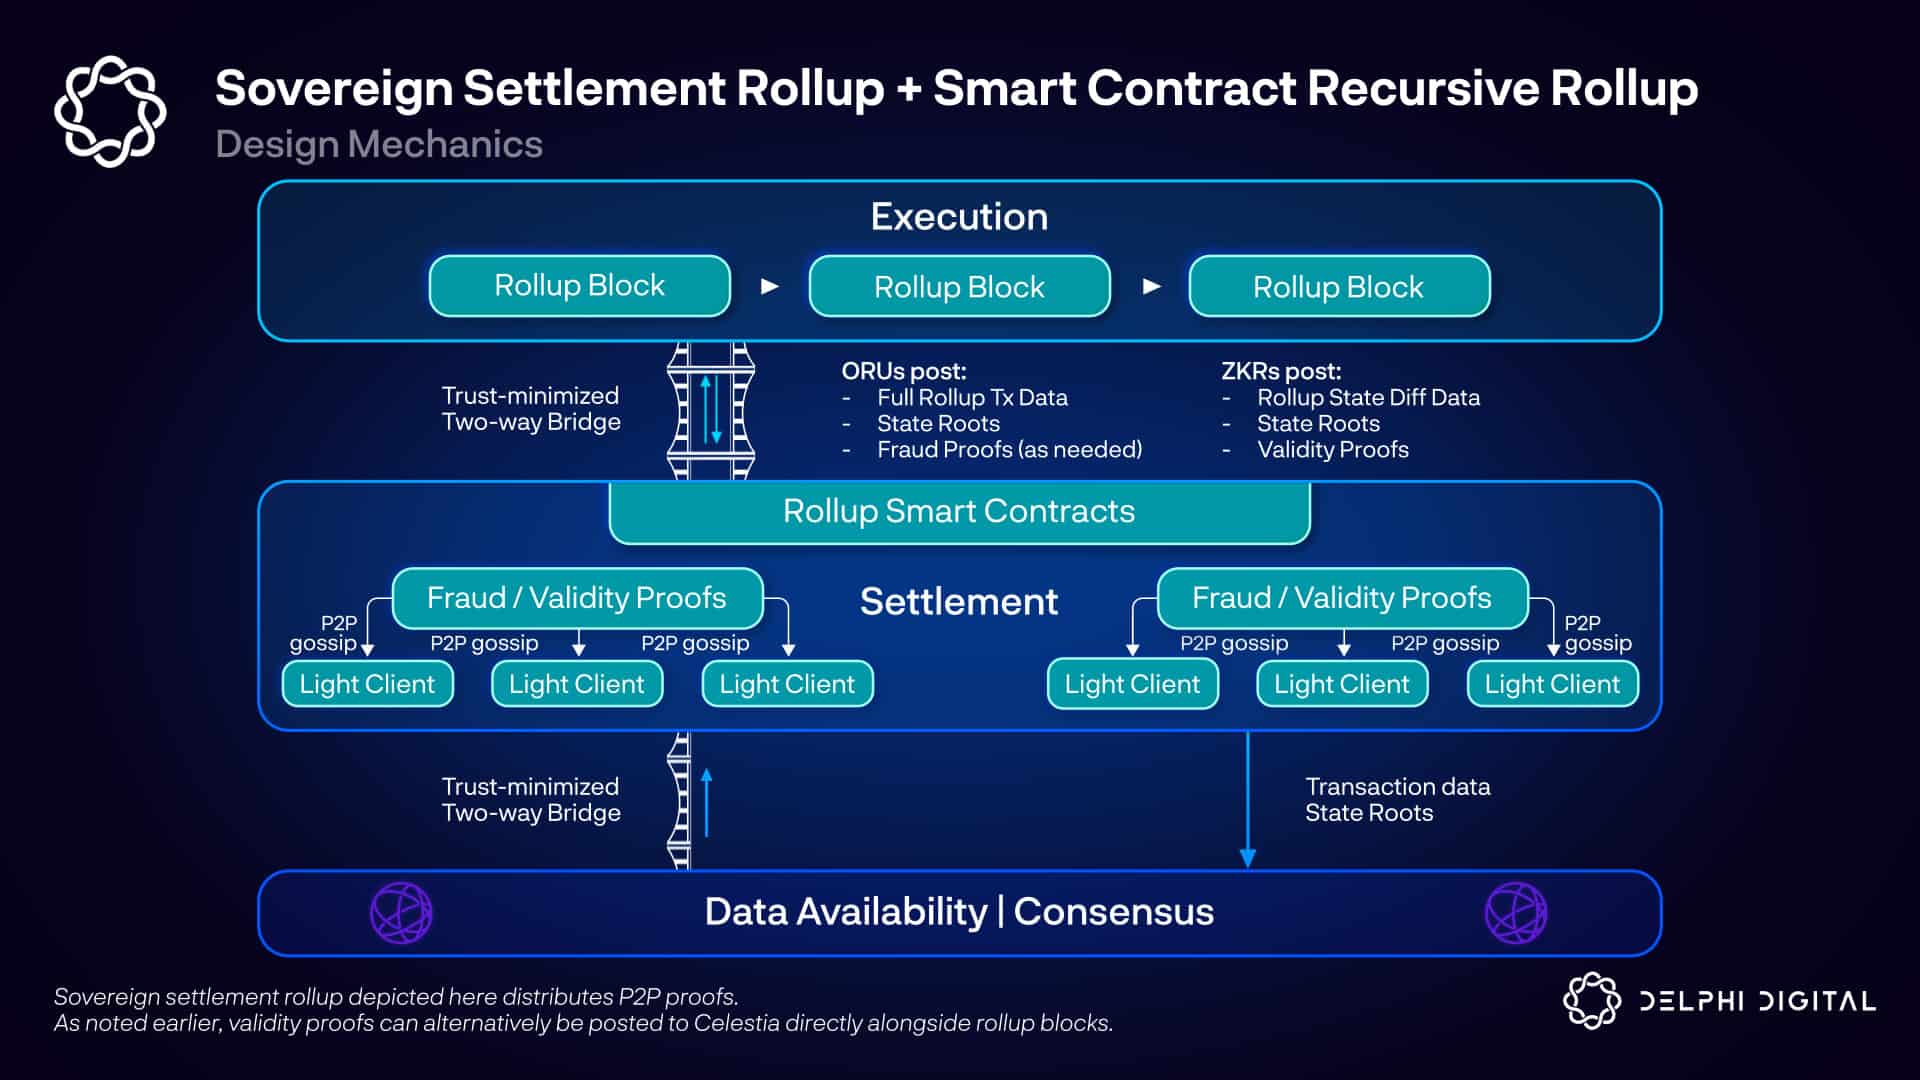 Sovereign Settlement Rollup + Smart Contract Recursive Rollup
Design Mechanics
Execution
Rollup Block
Rollup Block
Rollup Block
Trust-minimized
Two-way Bridge
ORUs post:
- Full Rollup Tx Data
- State Roots
- Fraud Proofs (as needed)
ZKRs post:
- Rollup State Diff Data
- State Roots
- Validity Proofs
Rollup Smart Contracts
Settlement
Fraud / Validity Proofs
P2P
gossip
P2P gossip
P2P gossip
Light Client
Light Client
Light Client
Fraud / Validity Proofs
P2P gossip
P2P gossip
P2P
gossip
Light Client
Light Client
Light Client
Trust-minimized
Two-way Bridge
Transaction data
State Roots
Data Availability | Consensus
Sovereign settlement rollup depicted here distributes P2P proofs.
As noted earlier, validity proofs can alternatively be posted to Celestia directly alongside rollup blocks.
DELPHI DIGITAL